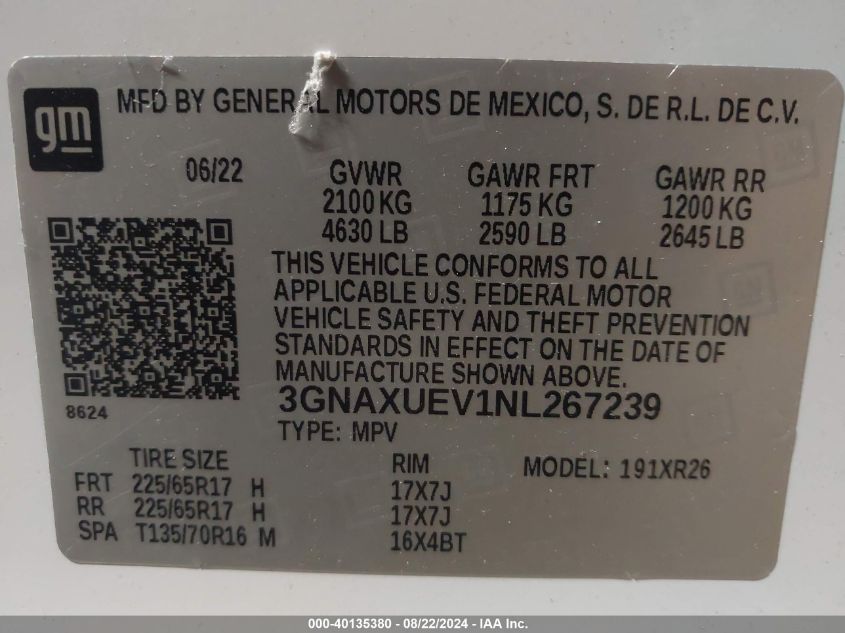 gm
MFD BY GENERAL MOTORS DE MEXICO, S. DE R.L. DE C.V.
06/22
GVWR GAWR FRT GAWR RR
2100 KG 1175 KG 1200 KG
4630 LB 2590 LB 2645 LB
THIS VEHICLE CONFORMS TO ALL
APPLICABLE U.S. FEDERAL MOTOR
VEHICLE SAFETY AND THEFT PREVENTION
STANDARDS IN EFFECT ON THE DATE OF
MANUFACTURE SHOWN ABOVE.
8624
3GNAXUEV1NL267239
TYPE: MPV
TIRE SIZE RIM MODEL: 191XR26
FRT 225/65R17 H 17X7J
RR 225/65R17 H 17X7J
SPA T135/70R16 M 16X4BT
000-40135380 - 08/22/2024 - IAA Inc.